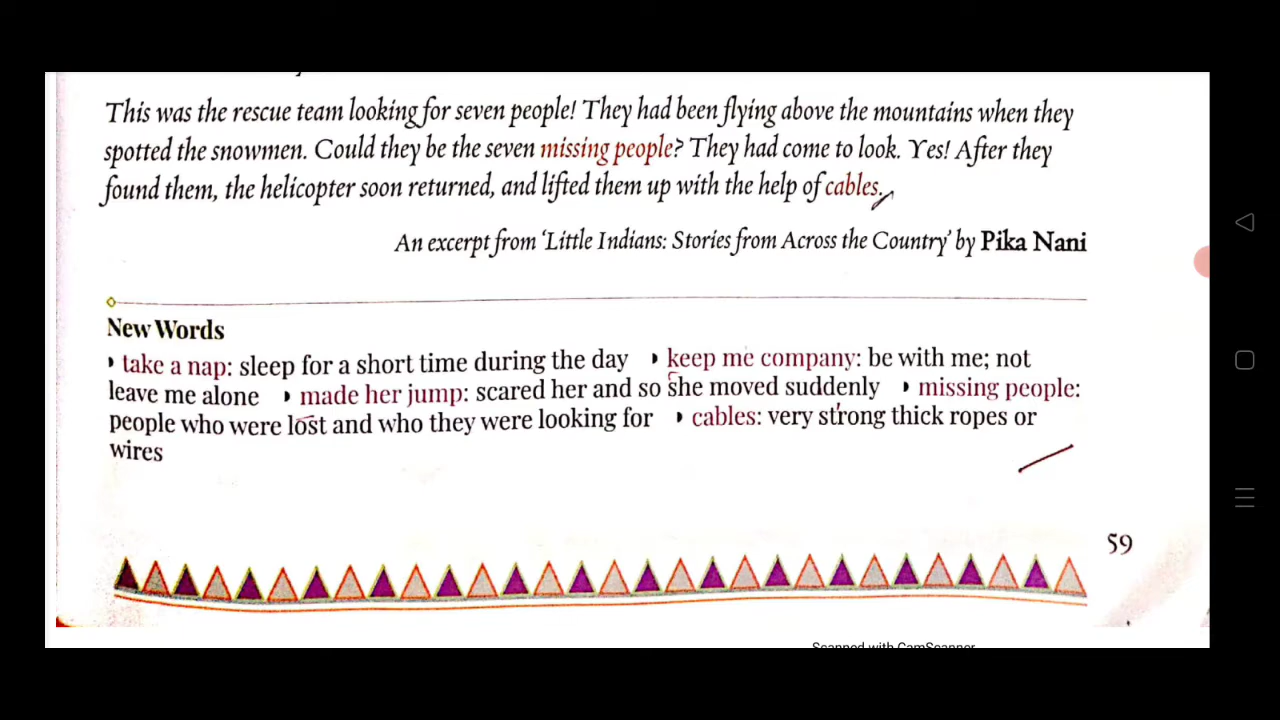 This was the rescue team looking for seven people! They had been flying above the mountains when they
spotted the snowmen. Could they be the seven missing people? They had come to look. Yes! After they
found them, the helicopter soon returned, and lifted them up with the help of cables.
An excerpt from 'Little Indians: Stories from Across the Country' by Pika Nani
New Words
take a nap: sleep for a short time during the day keep me company: be with me; not
leave me alone made her jump: scared her and so she moved suddenly missing people:
people who were lost and who they were looking for cables: very strong thick ropes or
wires
59
Scanned with CamScanner